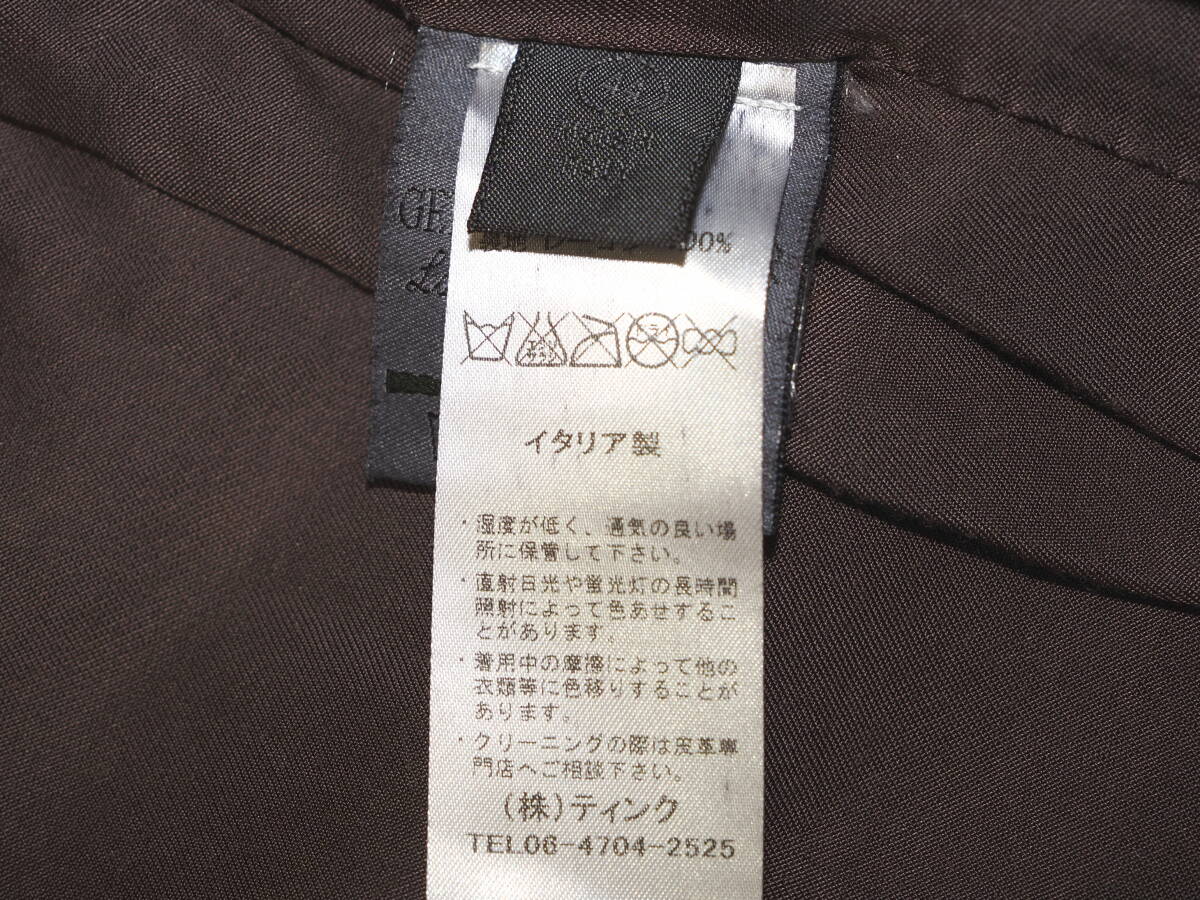 44
GE
90%
イタリア製
・湿度が低く、通気の良い場
所に保管して下さい。
・直射日光や蛍光灯の長時間
照射によって色あせするこ
とがあります。
・着用中の摩擦によって他の
衣類等に色移りすることが
あります。
・クリーニングの際は皮革専
門店へご相談下さい。
(株)ティンク
TEL06-4704-2525